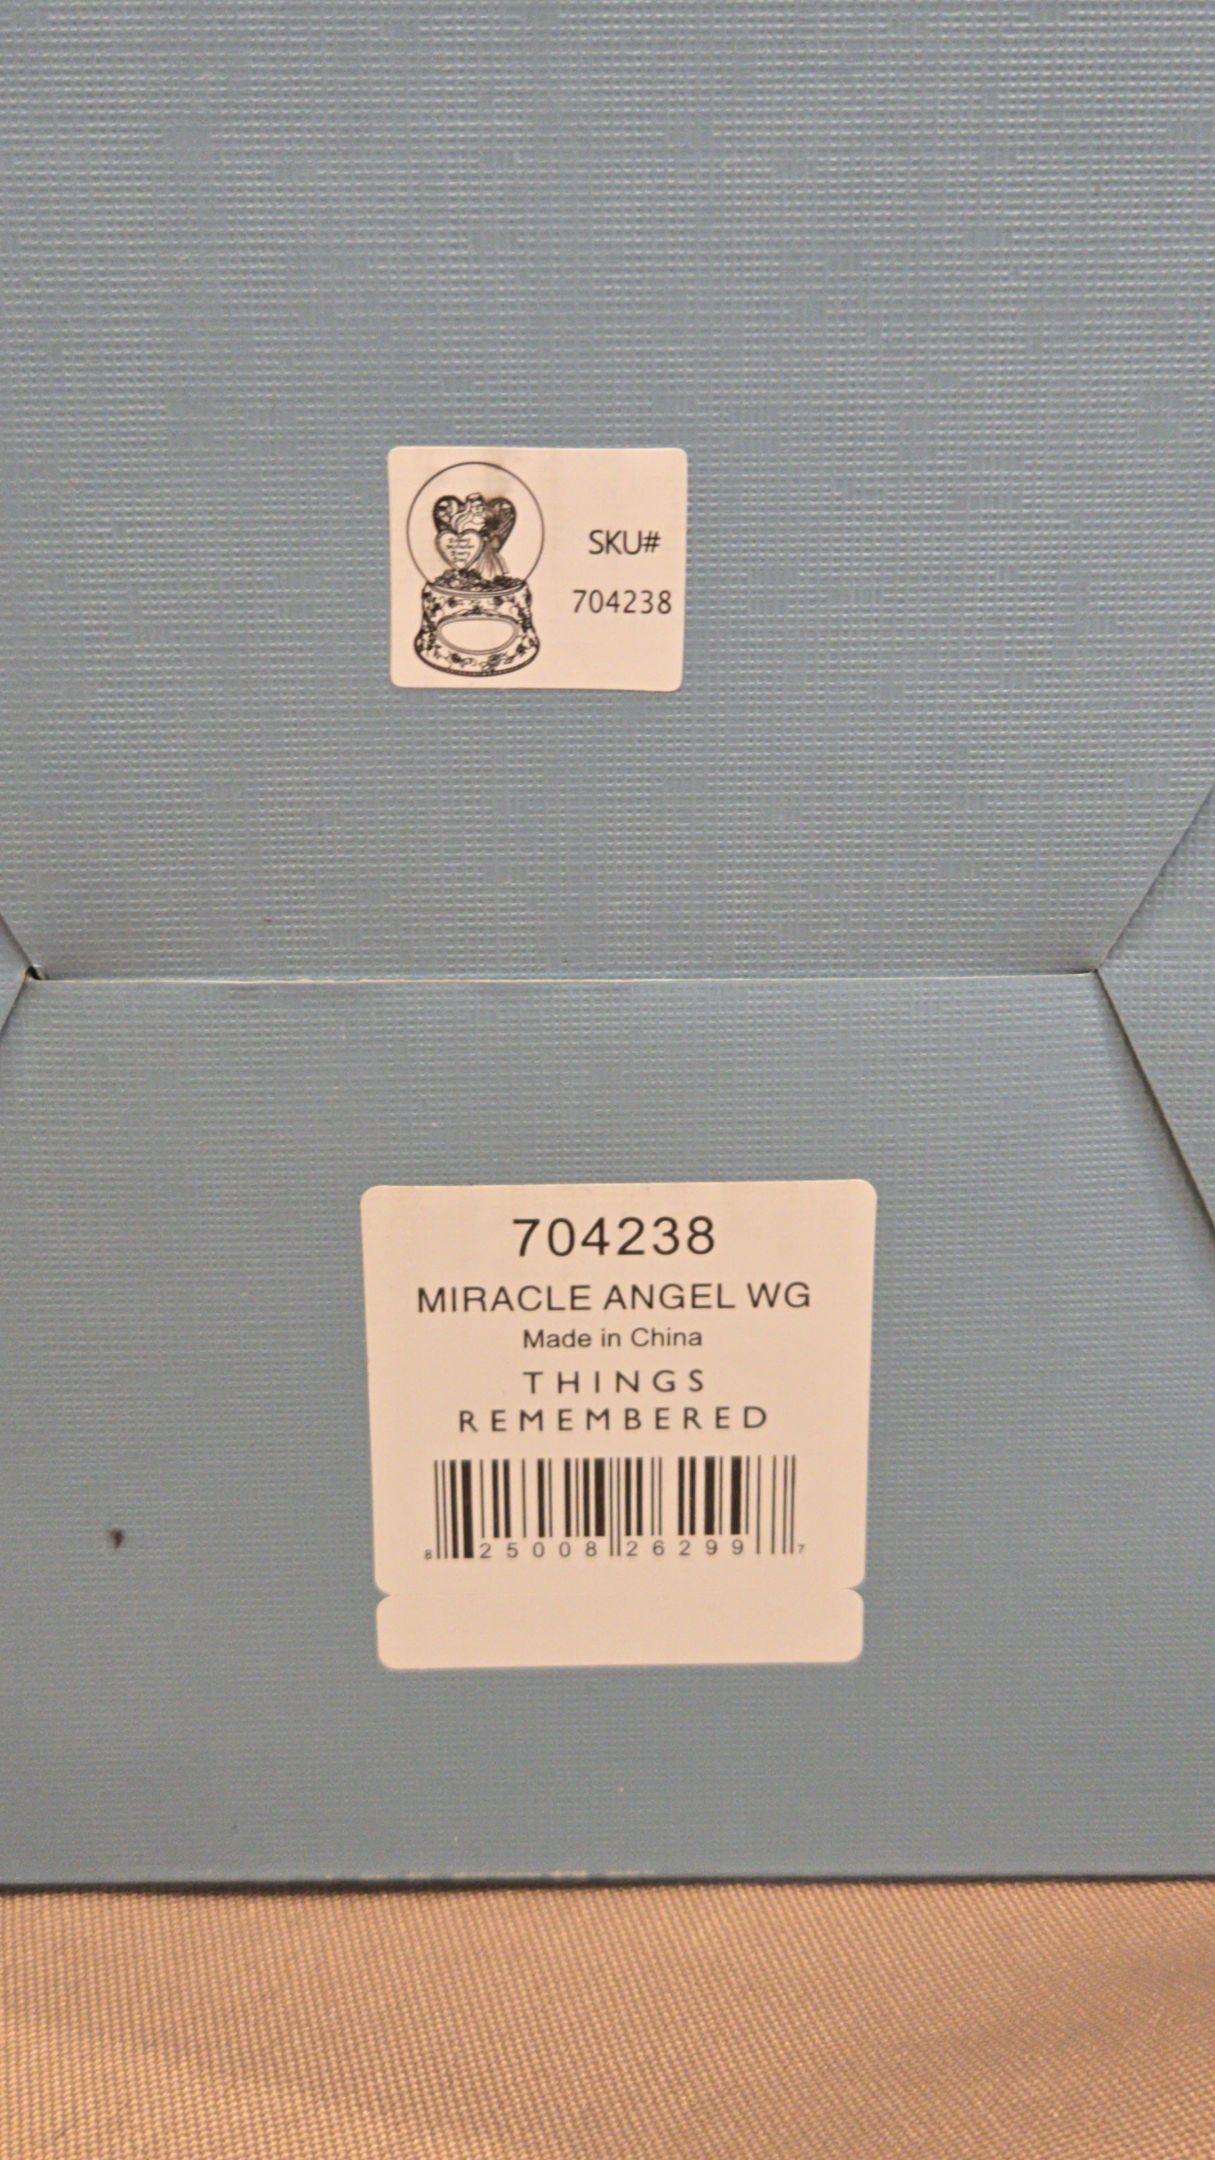 SKU#
704238
704238
MIRACLE ANGEL WG
Made in China
THINGS
REMEMBERED
8 25008 26299 7